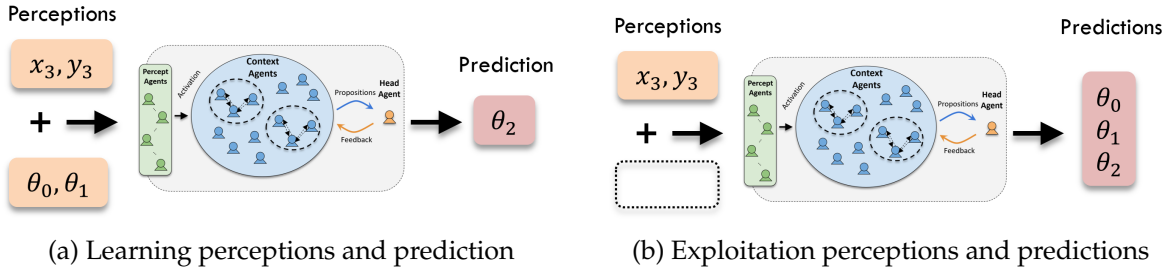 Perceptions
x₃, y₃
+
θ₀, θ₁
Percept
Agents
Activation
Context
Agents
Propositions
Feedback
Head
Agent
Prediction
θ₂
(a) Learning perceptions and prediction
Perceptions
x₃, y₃
+
Percept
Agents
Activation
Context
Agents
Propositions
Feedback
Head
Agent
Predictions
θ₀
θ₁
θ₂
(b) Exploitation perceptions and predictions